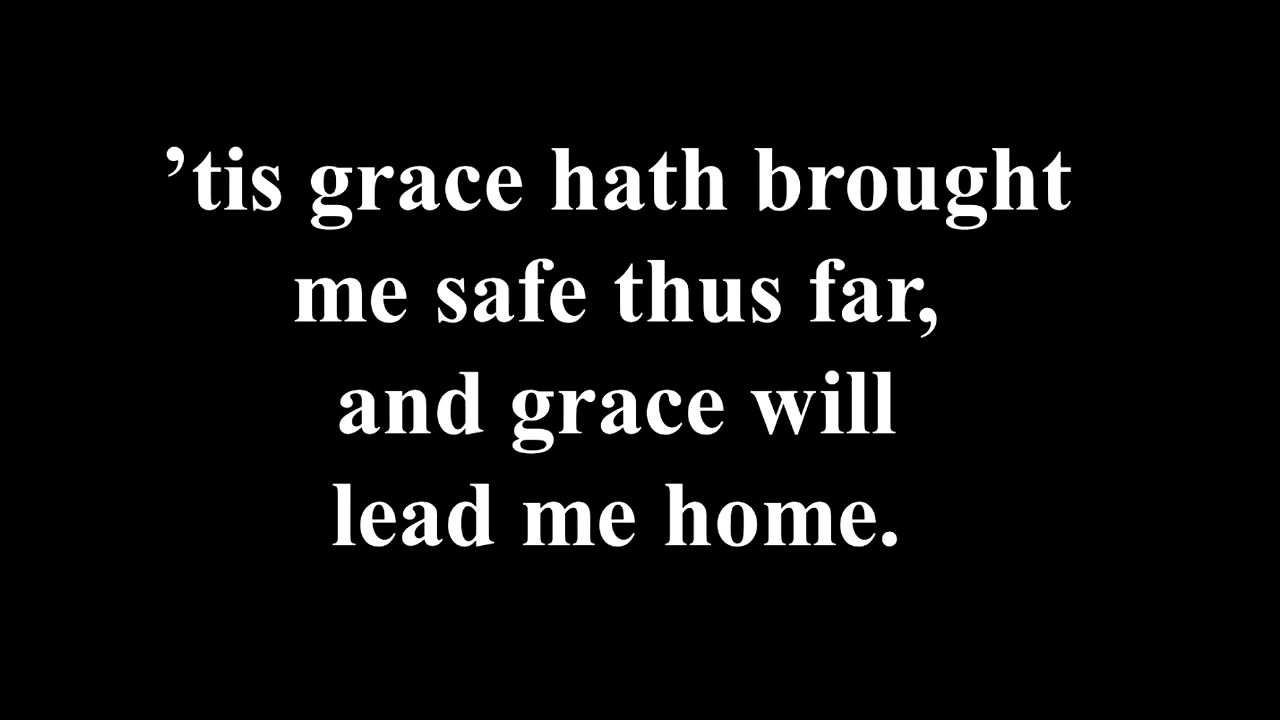 ’tis grace hath brought
me safe thus far,
and grace will
lead me home.